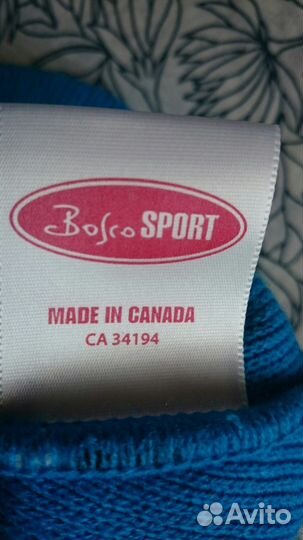 Bosco SPORT
MADE IN CANADA
CA 34194
Avito